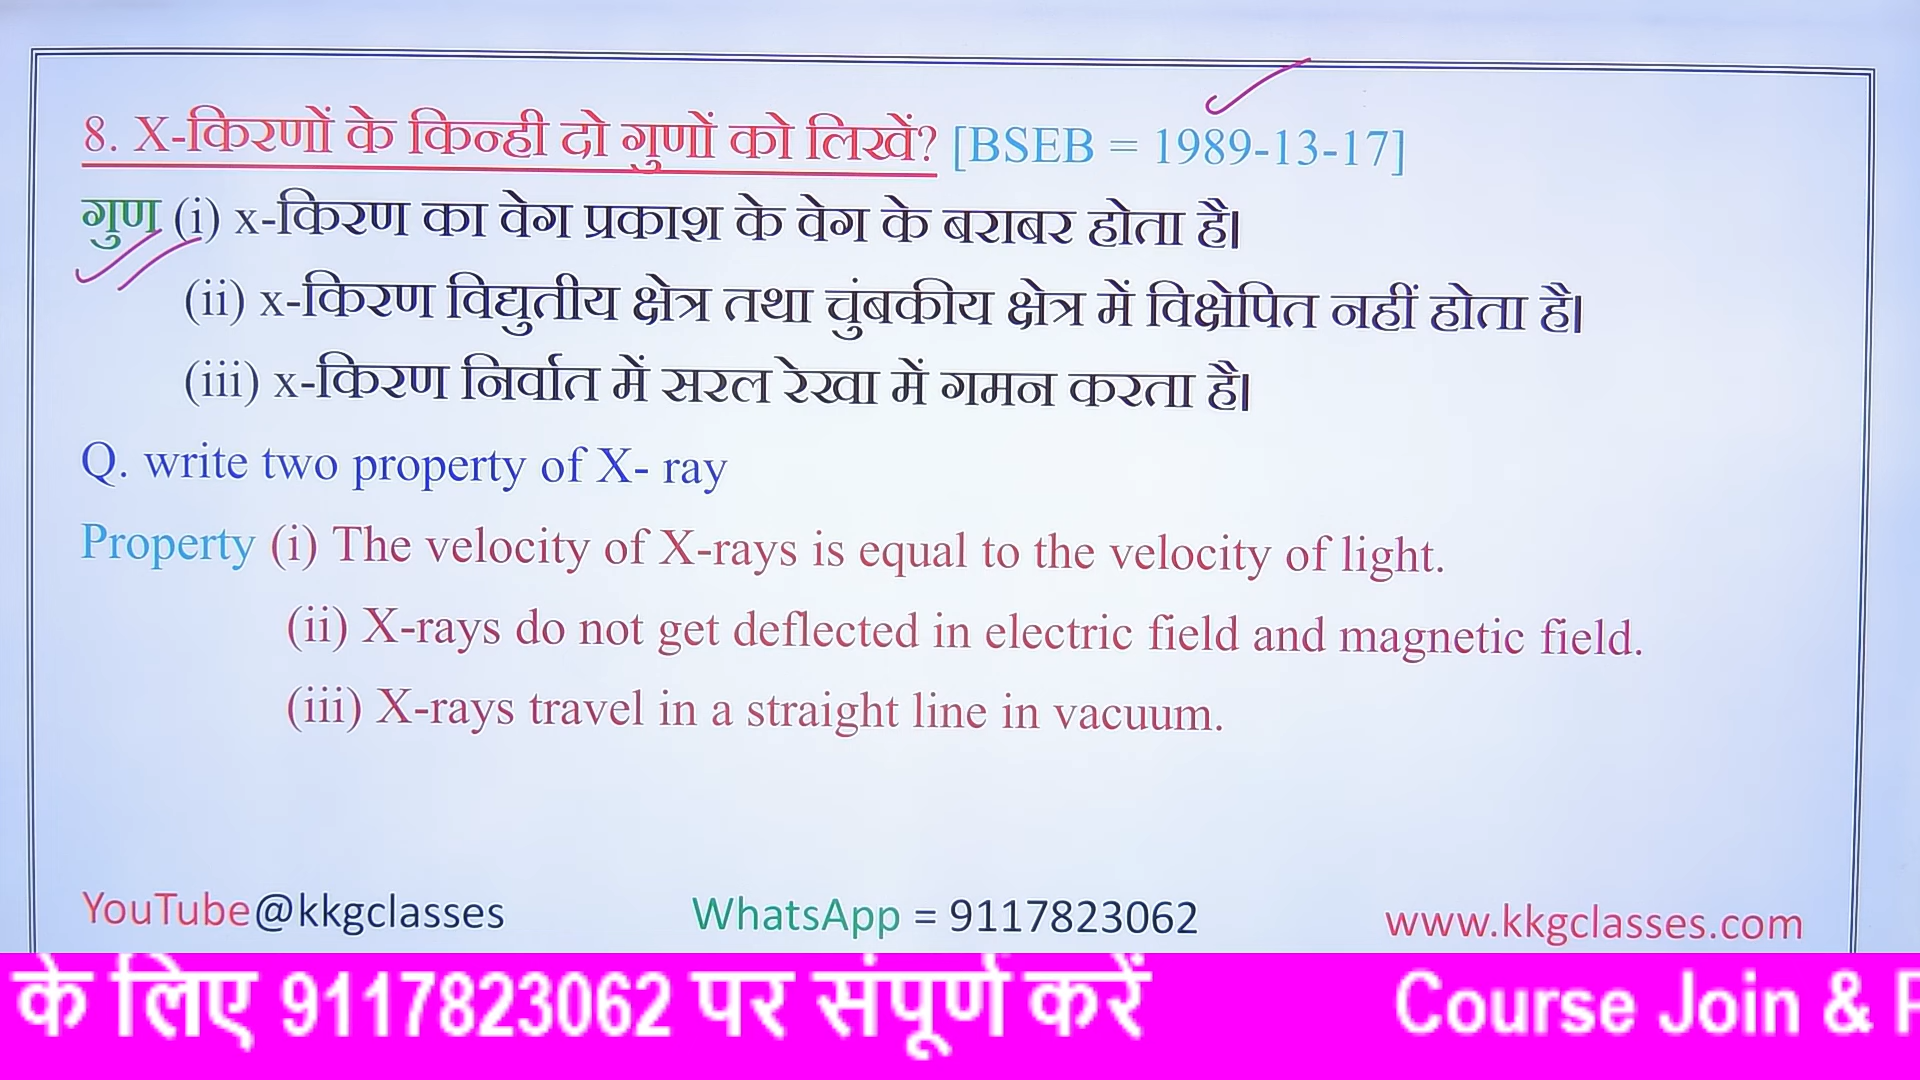 8. X-किरणों के किन्ही दो गुणों को लिखें? [BSEB = 1989-13-17]
गुण (i) x-किरण का वेग प्रकाश के वेग के बराबर होता है।
(ii) x-किरण विद्युतीय क्षेत्र तथा चुंबकीय क्षेत्र में विक्षेपित नहीं होता है।
(iii) x-किरण निर्वात में सरल रेखा में गमन करता है।
Q. write two property of X- ray
Property (i) The velocity of X-rays is equal to the velocity of light.
(ii) X-rays do not get deflected in electric field and magnetic field.
(iii) X-rays travel in a straight line in vacuum.
YouTube@kkgclasses WhatsApp = 9117823062 www.kkgclasses.com
के लिए 9117823062 पर संपूर्ण करें Course Join &